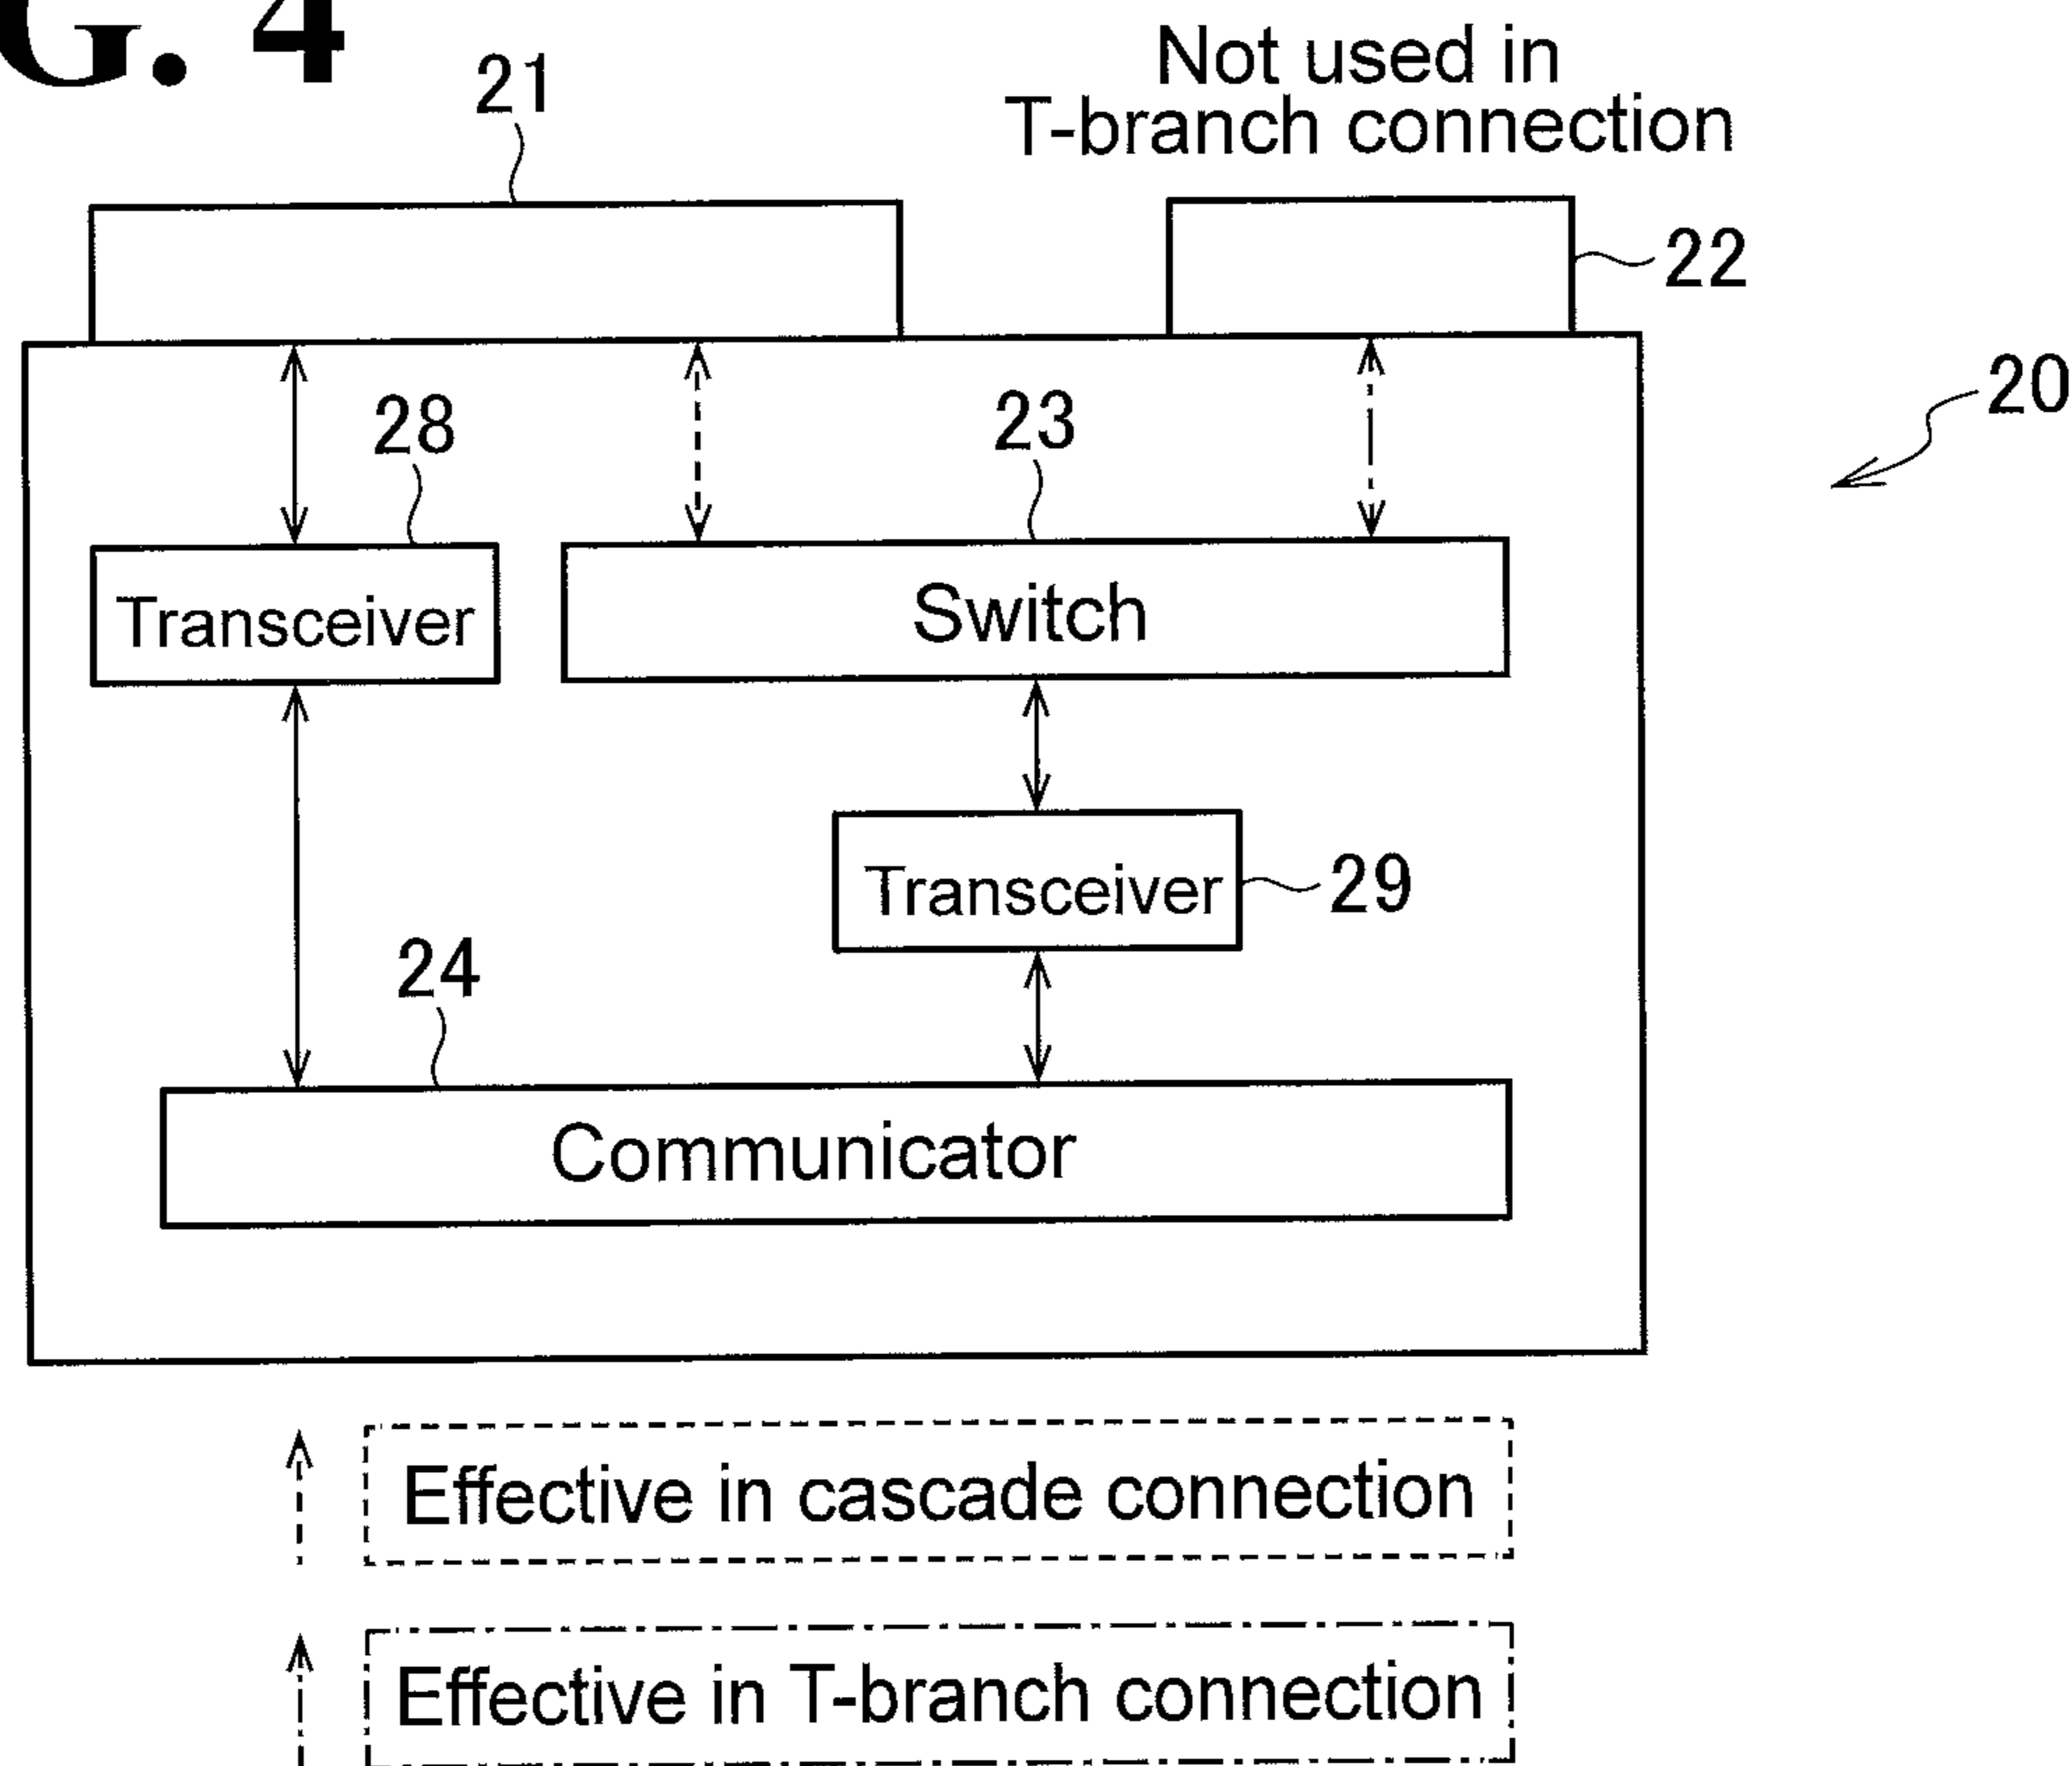 G. 4
21
Not used in
T-branch connection
22
20
28
23
Transceiver
Switch
Transceiver
29
24
Communicator
Effective in cascade connection
Effective in T-branch connection